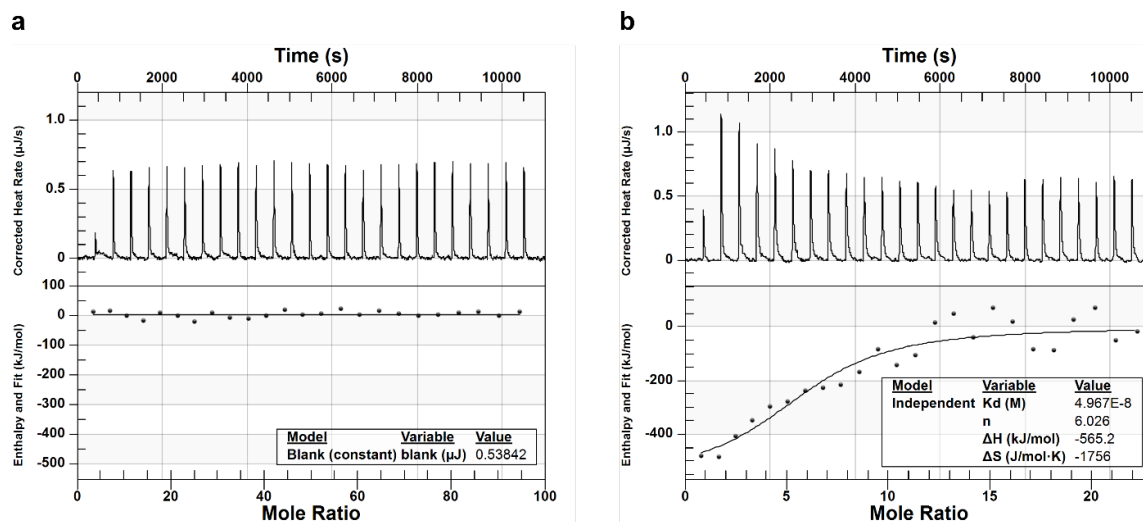 a
Time (s)
0 2000 4000 6000 8000 10000
Corrected Heat Rate (µJ/s)
1.0
0.5
0
Enthalpy and Fit (kJ/mol)
100
0
-100
-200
-300
-400
-500
Model Variable Value
Blank (constant) blank (µJ) 0.53842
0 20 40 60 80 100
Mole Ratio
b
Time (s)
0 2000 4000 6000 8000 10000
Corrected Heat Rate (µJ/s)
1.0
0.5
0
Enthalpy and Fit (kJ/mol)
0
-200
-400
Model Variable Value
Independent Kd (M) 4.967E-8
n 6.026
ΔH (kJ/mol) -565.2
ΔS (J/mol·K) -1756
0 5 10 15 20
Mole Ratio